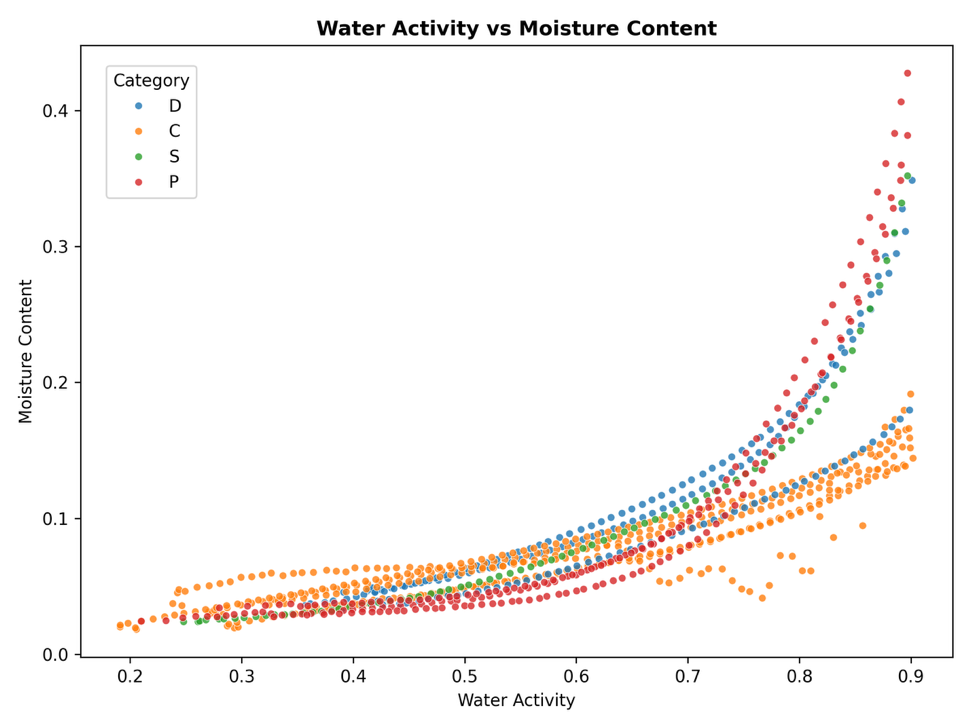 Water Activity vs Moisture Content
Category
D
C
S
P
Moisture Content
0.4
0.3
0.2
0.1
0.0
0.2 0.3 0.4 0.5 0.6 0.7 0.8 0.9
Water Activity